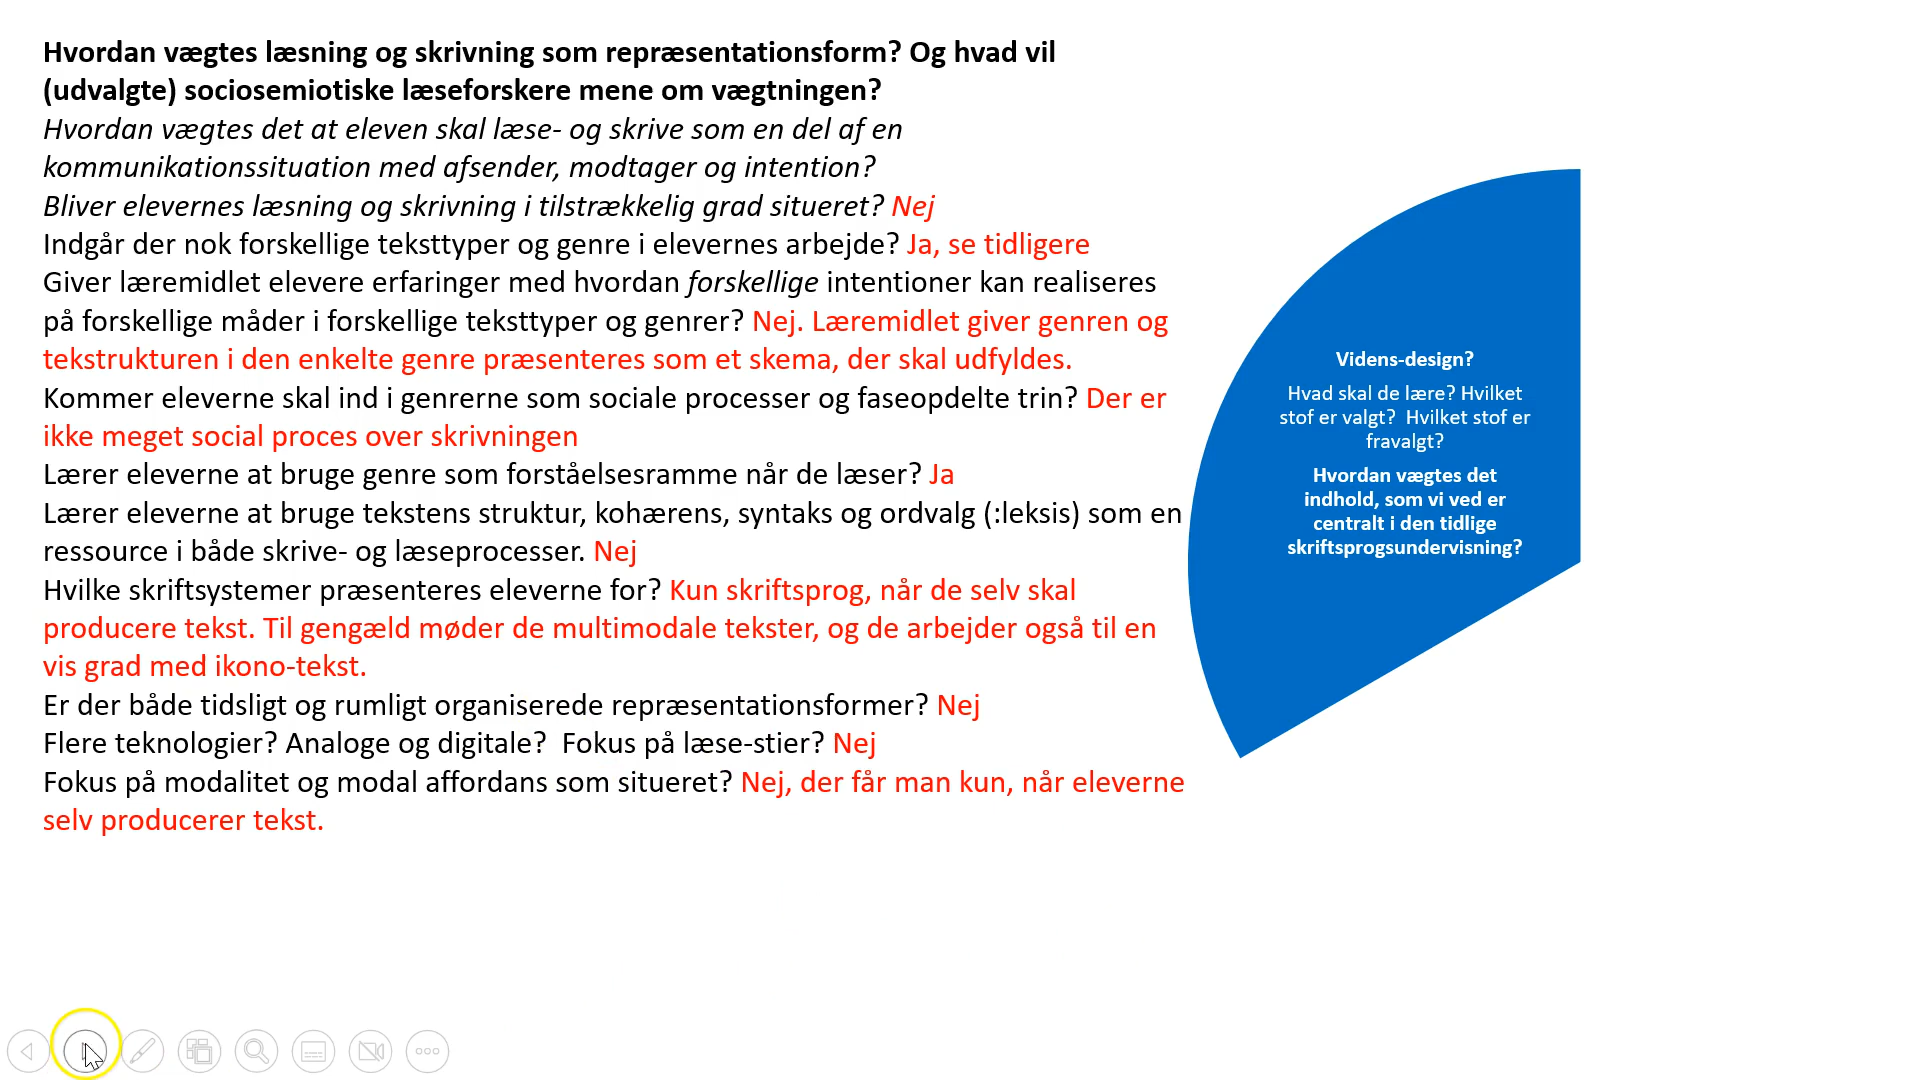 Hvordan vægtes læsning og skrivning som repræsentationsform? Og hvad vil
(udvalgte) sociosemiotiske læseforskere mene om vægtningen?
Hvordan vægtes det at eleven skal læse- og skrive som en del af en
kommunikationssituation med afsender, modtager og intention?
Bliver elevernes læsning og skrivning i tilstrækkelig grad situeret? Nej
Indgår der nok forskellige teksttyper og genre i elevernes arbejde? Ja, se tidligere
Giver læremidlet elevere erfaringer med hvordan forskellige intentioner kan realiseres
på forskellige måder i forskellige teksttyper og genrer? Nej. Læremidlet giver genren og
tekstrukturen i den enkelte genre præsenteres som et skema, der skal udfyldes.
Kommer eleverne skal ind i genrerne som sociale processer og faseopdelte trin? Der er
ikke meget social proces over skrivningen
Lærer eleverne at bruge genre som forståelsesramme når de læser? Ja
Lærer eleverne at bruge tekstens struktur, kohærens, syntaks og ordvalg (:leksis) som en
ressource i både skrive- og læseprocesser. Nej
Hvilke skriftsystemer præsenteres eleverne for? Kun skriftsprog, når de selv skal
producere tekst. Til gengæld møder de multimodale tekster, og de arbejder også til en
vis grad med ikono-tekst.
Er der både tidsligt og rumligt organiserede repræsentationsformer? Nej
Flere teknologier? Analoge og digitale?  Fokus på læse-stier? Nej
Fokus på modalitet og modal affordans som situeret? Nej, der får man kun, når eleverne
selv producerer tekst.
Videns-design?
Hvad skal de lære? Hvilket
stof er valgt?  Hvilket stof er
fravalgt?
Hvordan vægtes det
indhold, som vi ved er
centralt i den tidlige
skriftsprogsundervisning?